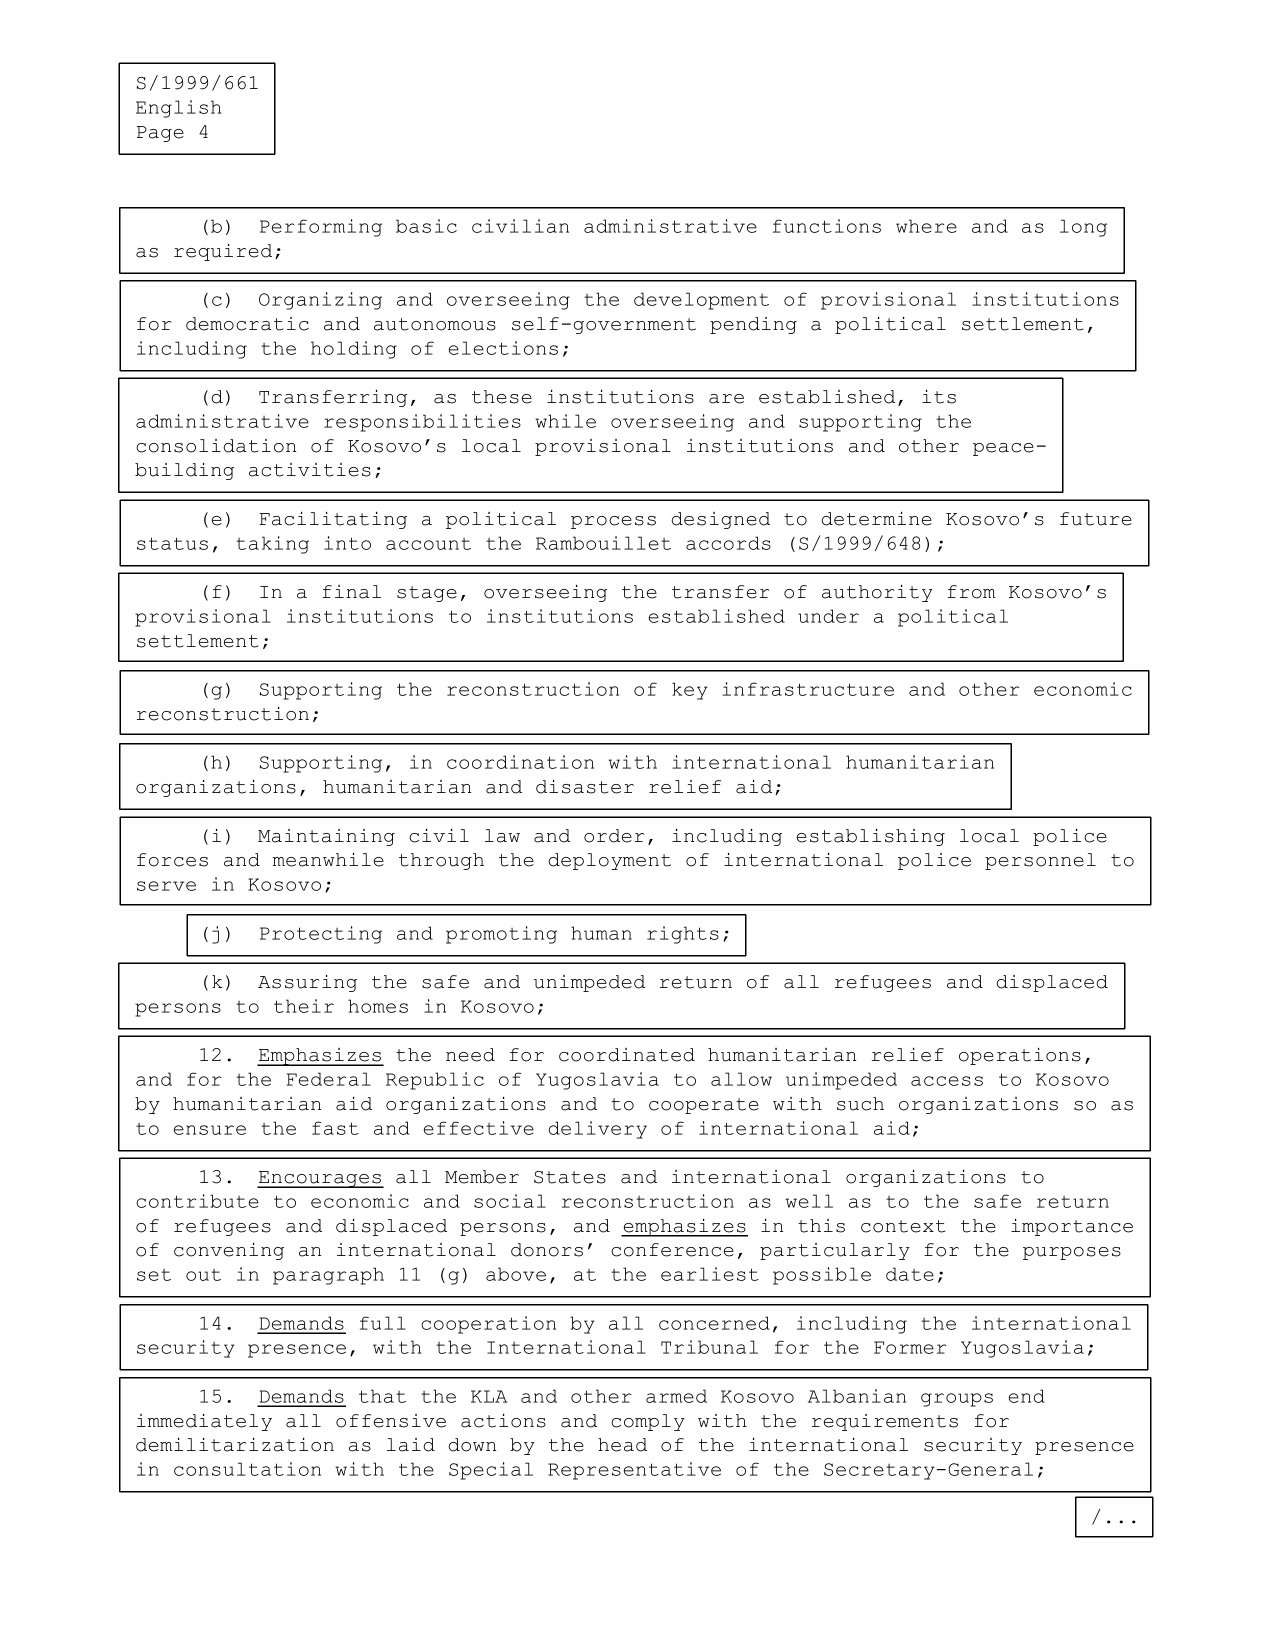 S/1999/661
English
Page 4
(b) Performing basic civilian administrative functions where and as long
as required;
(c) Organizing and overseeing the development of provisional institutions
for democratic and autonomous self-government pending a political settlement,
including the holding of elections;
(d) Transferring, as these institutions are established, its
administrative responsibilities while overseeing and supporting the
consolidation of Kosovo's local provisional institutions and other peace-
building activities;
(e) Facilitating a political process designed to determine Kosovo's future
status, taking into account the Rambouillet accords (S/1999/648);
(f) In a final stage, overseeing the transfer of authority from Kosovo's
provisional institutions to institutions established under a political
settlement;
(g) Supporting the reconstruction of key infrastructure and other economic
reconstruction;
(h) Supporting, in coordination with international humanitarian
organizations, humanitarian and disaster relief aid;
(i) Maintaining civil law and order, including establishing local police
forces and meanwhile through the deployment of international police personnel to
serve in Kosovo;
(j) Protecting and promoting human rights;
(k) Assuring the safe and unimpeded return of all refugees and displaced
persons to their homes in Kosovo;
12. Emphasizes the need for coordinated humanitarian relief operations,
and for the Federal Republic of Yugoslavia to allow unimpeded access to Kosovo
by humanitarian aid organizations and to cooperate with such organizations so as
to ensure the fast and effective delivery of international aid;
13. Encourages all Member States and international organizations to
contribute to economic and social reconstruction as well as to the safe return
of refugees and displaced persons, and emphasizes in this context the importance
of convening an international donors' conference, particularly for the purposes
set out in paragraph 11 (g) above, at the earliest possible date;
14. Demands full cooperation by all concerned, including the international
security presence, with the International Tribunal for the Former Yugoslavia;
15. Demands that the KLA and other armed Kosovo Albanian groups end
immediately all offensive actions and comply with the requirements for
demilitarization as laid down by the head of the international security presence
in consultation with the Special Representative of the Secretary-General;
/...